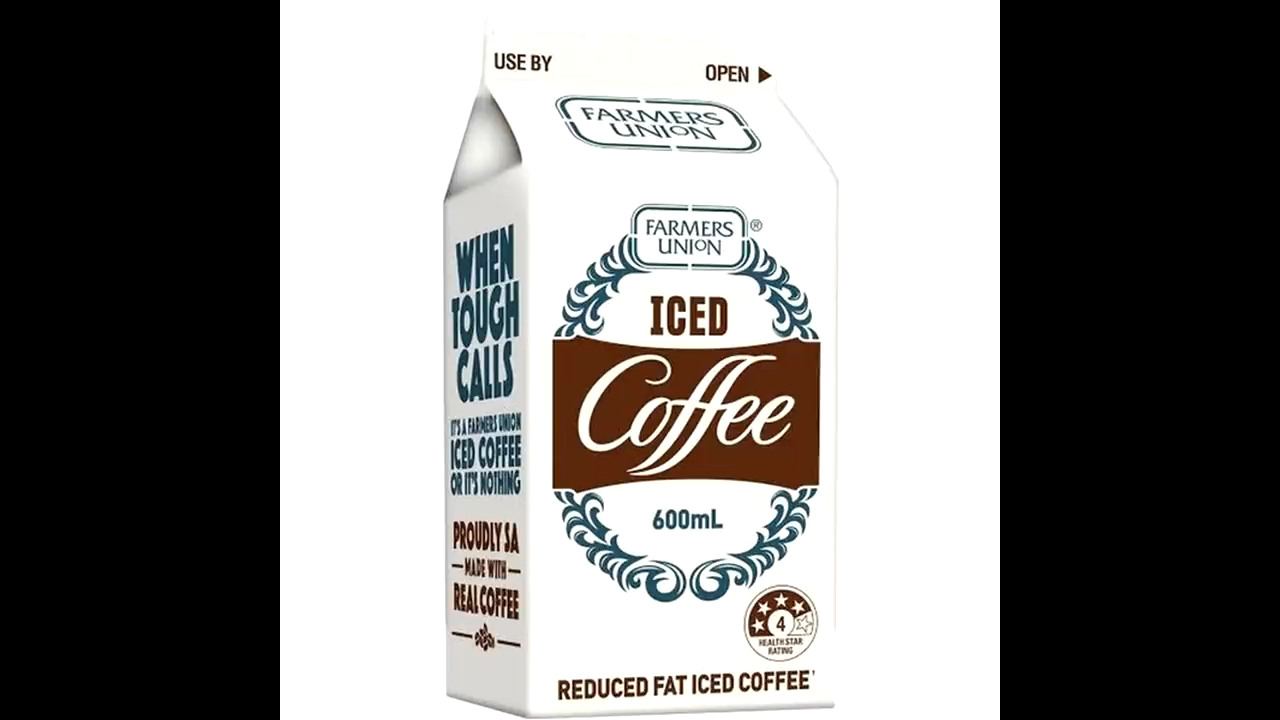 USE BY
OPEN
FARMERS
UNION
FARMERS
UNION ®
ICED
Coffee
600mL
4
HEALTH STAR
RATING
REDUCED FAT ICED COFFEE
WHEN
TOUGH
CALLS
IT'S A FARMERS UNION
ICED COFFEE
OR IT'S NOTHING
PROUDLY SA
MADE WITH
REAL COFFEE